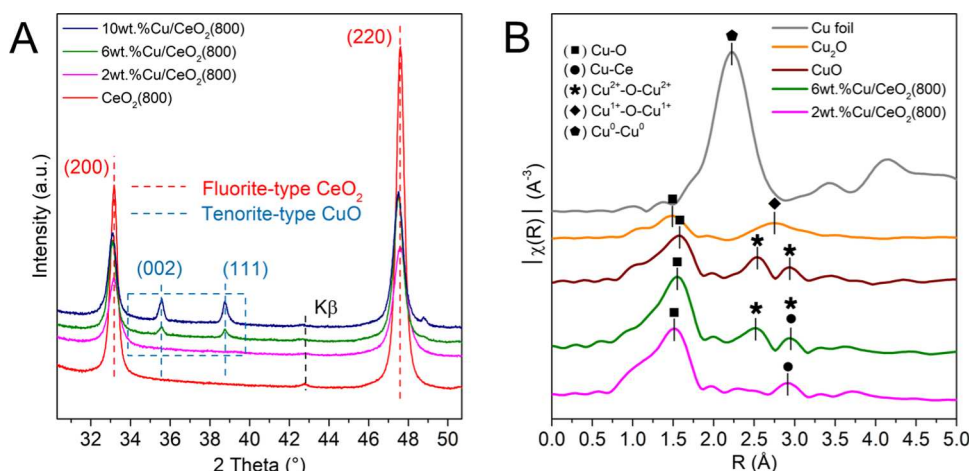 A
10wt.%Cu/CeO₂(800)
6wt.%Cu/CeO₂(800)
2wt.%Cu/CeO₂(800)
CeO₂(800)
(220)
(200)
Fluorite-type CeO₂
Tenorite-type CuO
(002)
(111)
Kβ
Intensity (a.u.)
32 34 36 38 40 42 44 46 48 50
2 Theta (°)
B
( ) Cu-O
( ) Cu-Ce
( ) Cu²⁺-O-Cu²⁺
( ) Cu¹⁺-O-Cu¹⁺
( ) Cu⁰-Cu⁰
Cu foil
Cu₂O
CuO
6wt.%Cu/CeO₂(800)
2wt.%Cu/CeO₂(800)
| χ(R) | (A⁻³)
0.0 0.5 1.0 1.5 2.0 2.5 3.0 3.5 4.0 4.5 5.0
R (Å)